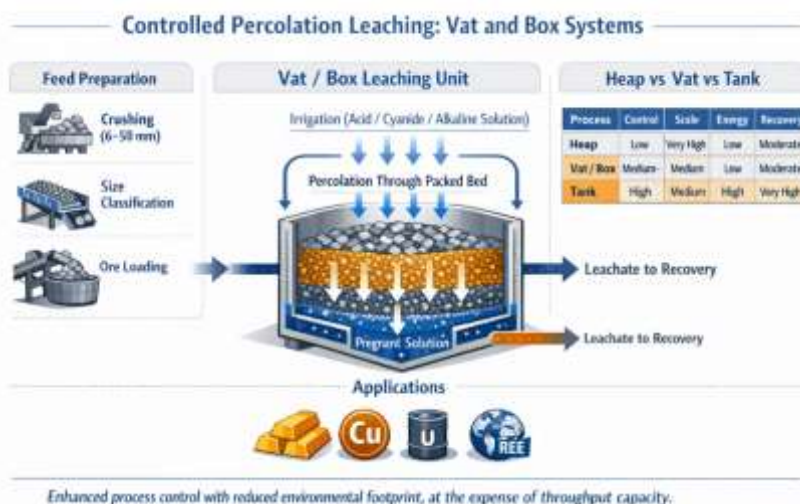 Controlled Percolation Leaching: Vat and Box Systems
Feed Preparation
Crushing
(6–50 mm)
Size
Classification
Ore Loading
Vat / Box Leaching Unit
Irrigation (Acid / Cyanide / Alkaline Solution)
Percolation Through Packed Bed
Pregnant Solution
Leachate to Recovery
Leachate to Recovery
Heap vs Vat vs Tank
Process Control Scale Energy Recovery
Heap Low Very High Low Moderate
Vat / Box Medium Medium Low Moderate
Tank High Medium High Very High
Applications
Cu
U
REE
Enhanced process control with reduced environmental footprint, at the expense of throughput capacity.